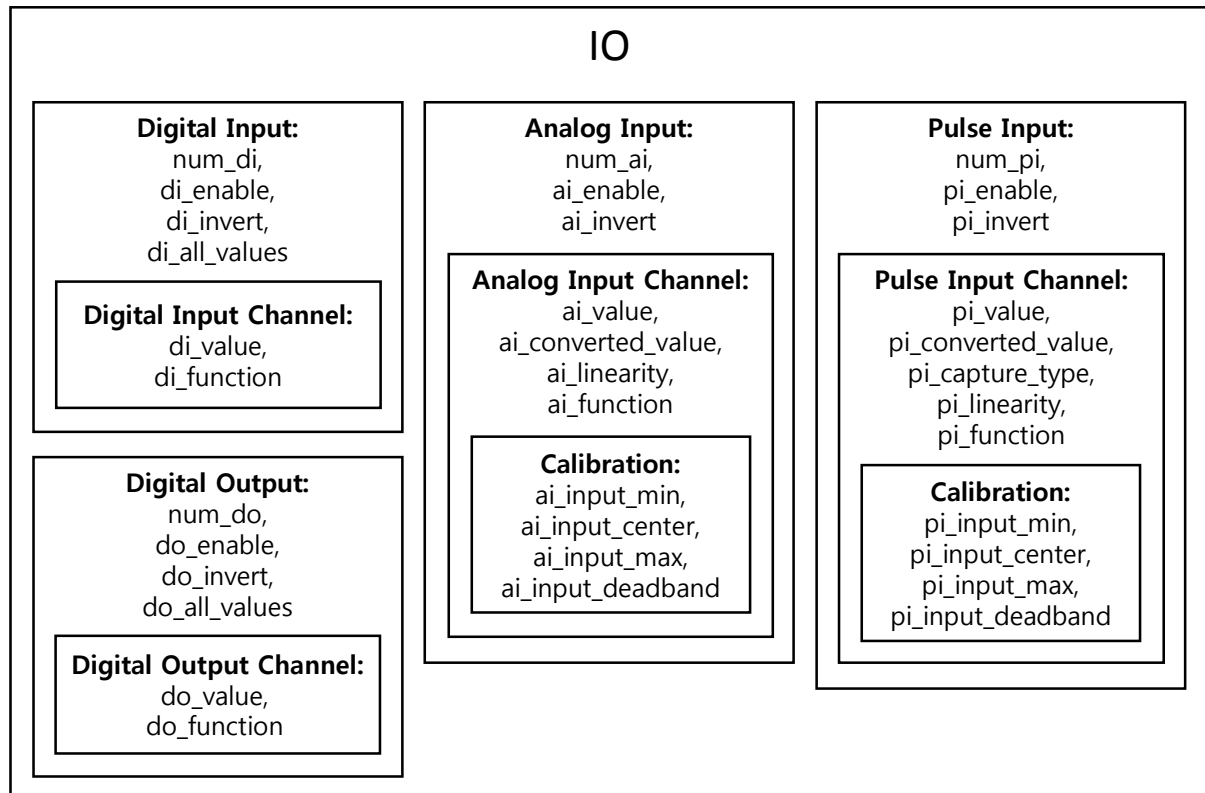 IO
Digital Input:
num_di,
di_enable,
di_invert,
di_all_values
Digital Input Channel:
di_value,
di_function
Digital Output:
num_do,
do_enable,
do_invert,
do_all_values
Digital Output Channel:
do_value,
do_function
Analog Input:
num_ai,
ai_enable,
ai_invert
Analog Input Channel:
ai_value,
ai_converted_value,
ai_linearity,
ai_function
Calibration:
ai_input_min,
ai_input_center,
ai_input_max,
ai_input_deadband
Pulse Input:
num_pi,
pi_enable,
pi_invert
Pulse Input Channel:
pi_value,
pi_converted_value,
pi_capture_type,
pi_linearity,
pi_function
Calibration:
pi_input_min,
pi_input_center,
pi_input_max,
pi_input_deadband